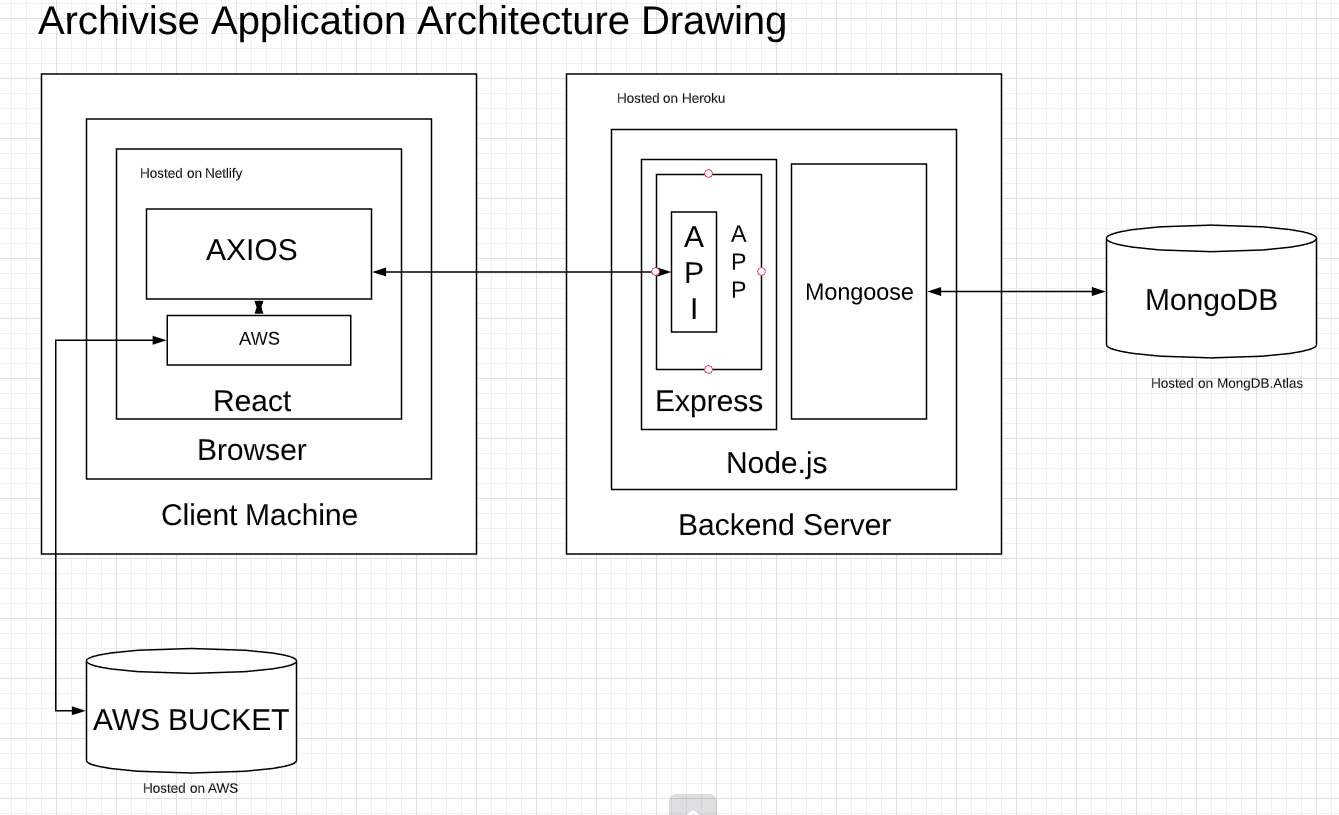 Archivise Application Architecture Drawing
Hosted on Netlify
AXIOS
AWS
React
Browser
Client Machine
Hosted on Heroku
A
P
I
A
P
P
Express
Mongoose
Node.js
Backend Server
MongoDB
Hosted on MongDB.Atlas
AWS BUCKET
Hosted on AWS